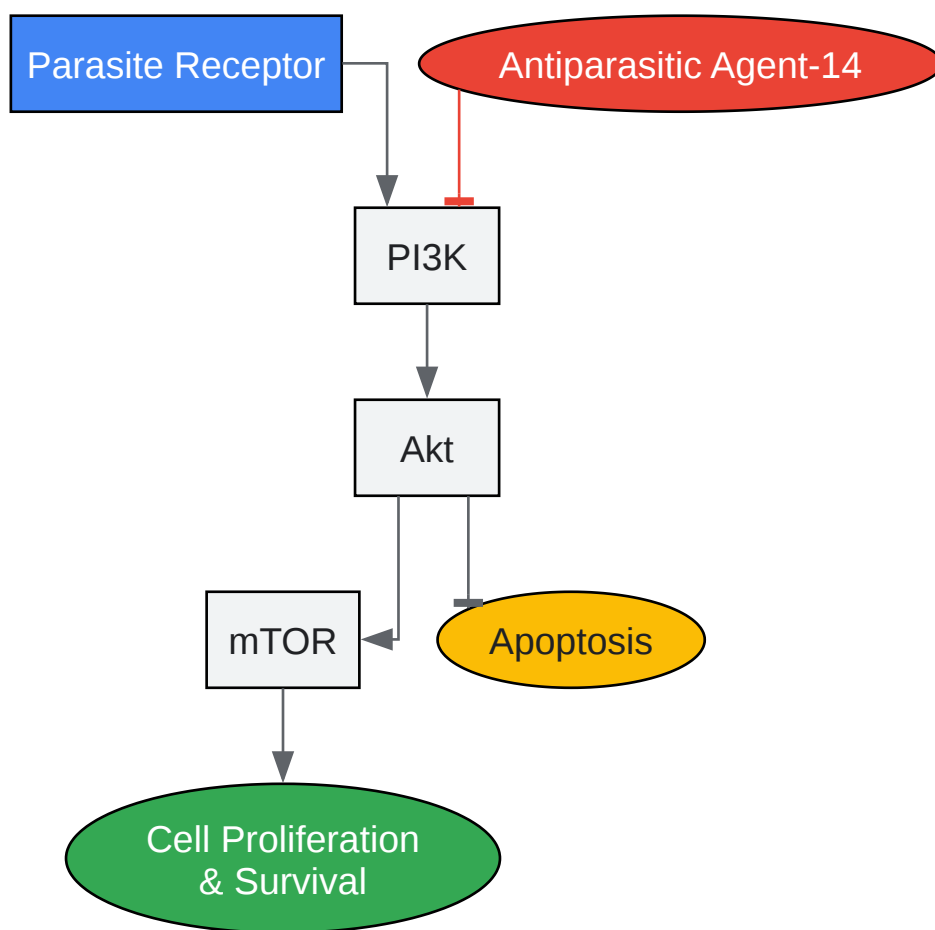 Parasite Receptor
Antiparasitic Agent-14
PI3K
Akt
mTOR
Apoptosis
Cell Proliferation
& Survival